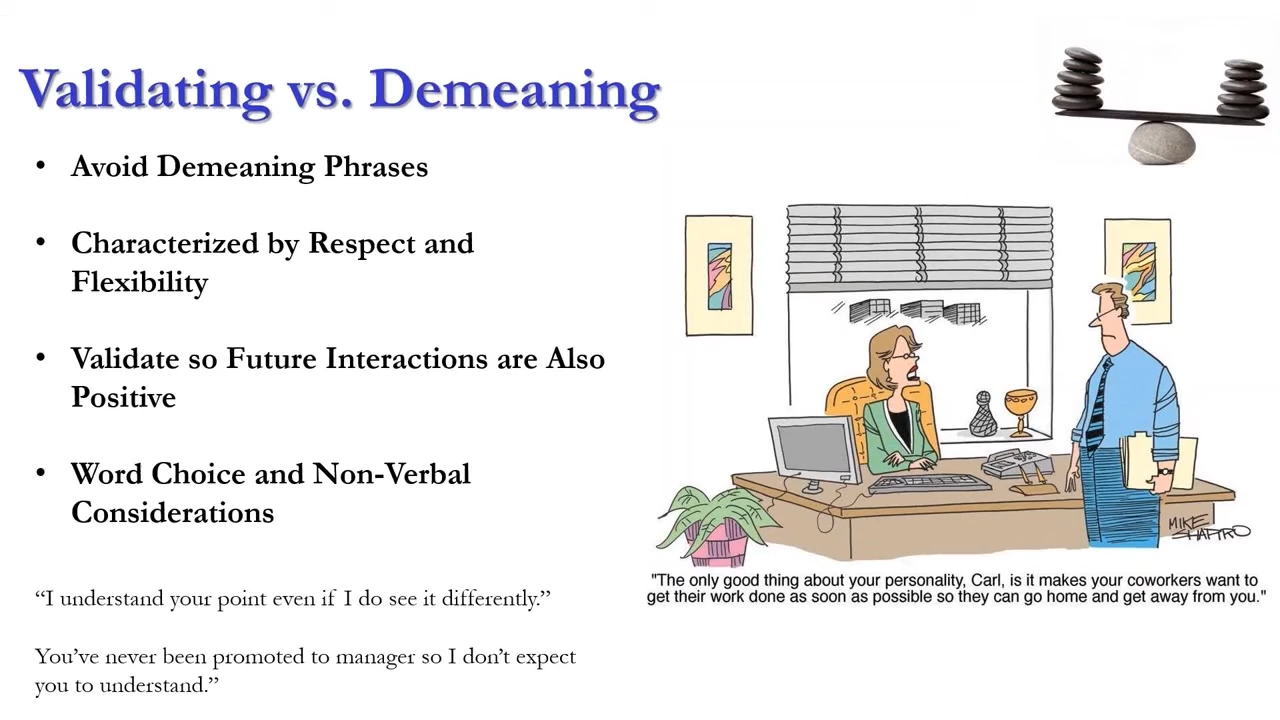 Validating vs. Demeaning
• Avoid Demeaning Phrases
• Characterized by Respect and
Flexibility
• Validate so Future Interactions are Also
Positive
• Word Choice and Non-Verbal
Considerations
“I understand your point even if I do see it differently.”
You’ve never been promoted to manager so I don’t expect
you to understand.”
MIKE
SHAPIRO
"The only good thing about your personality, Carl, is it makes your coworkers want to
get their work done as soon as possible so they can go home and get away from you."